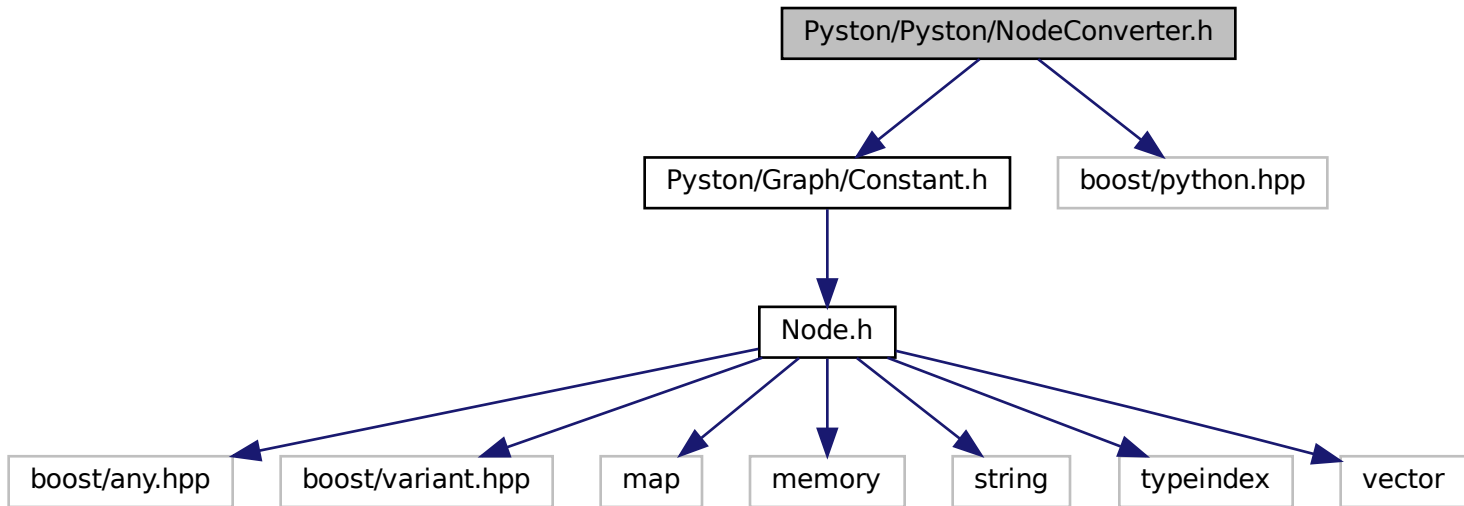 Pyston/Pyston/NodeConverter.h
Pyston/Graph/Constant.h
boost/python.hpp
Node.h
boost/any.hpp
boost/variant.hpp
map
memory
string
typeindex
vector